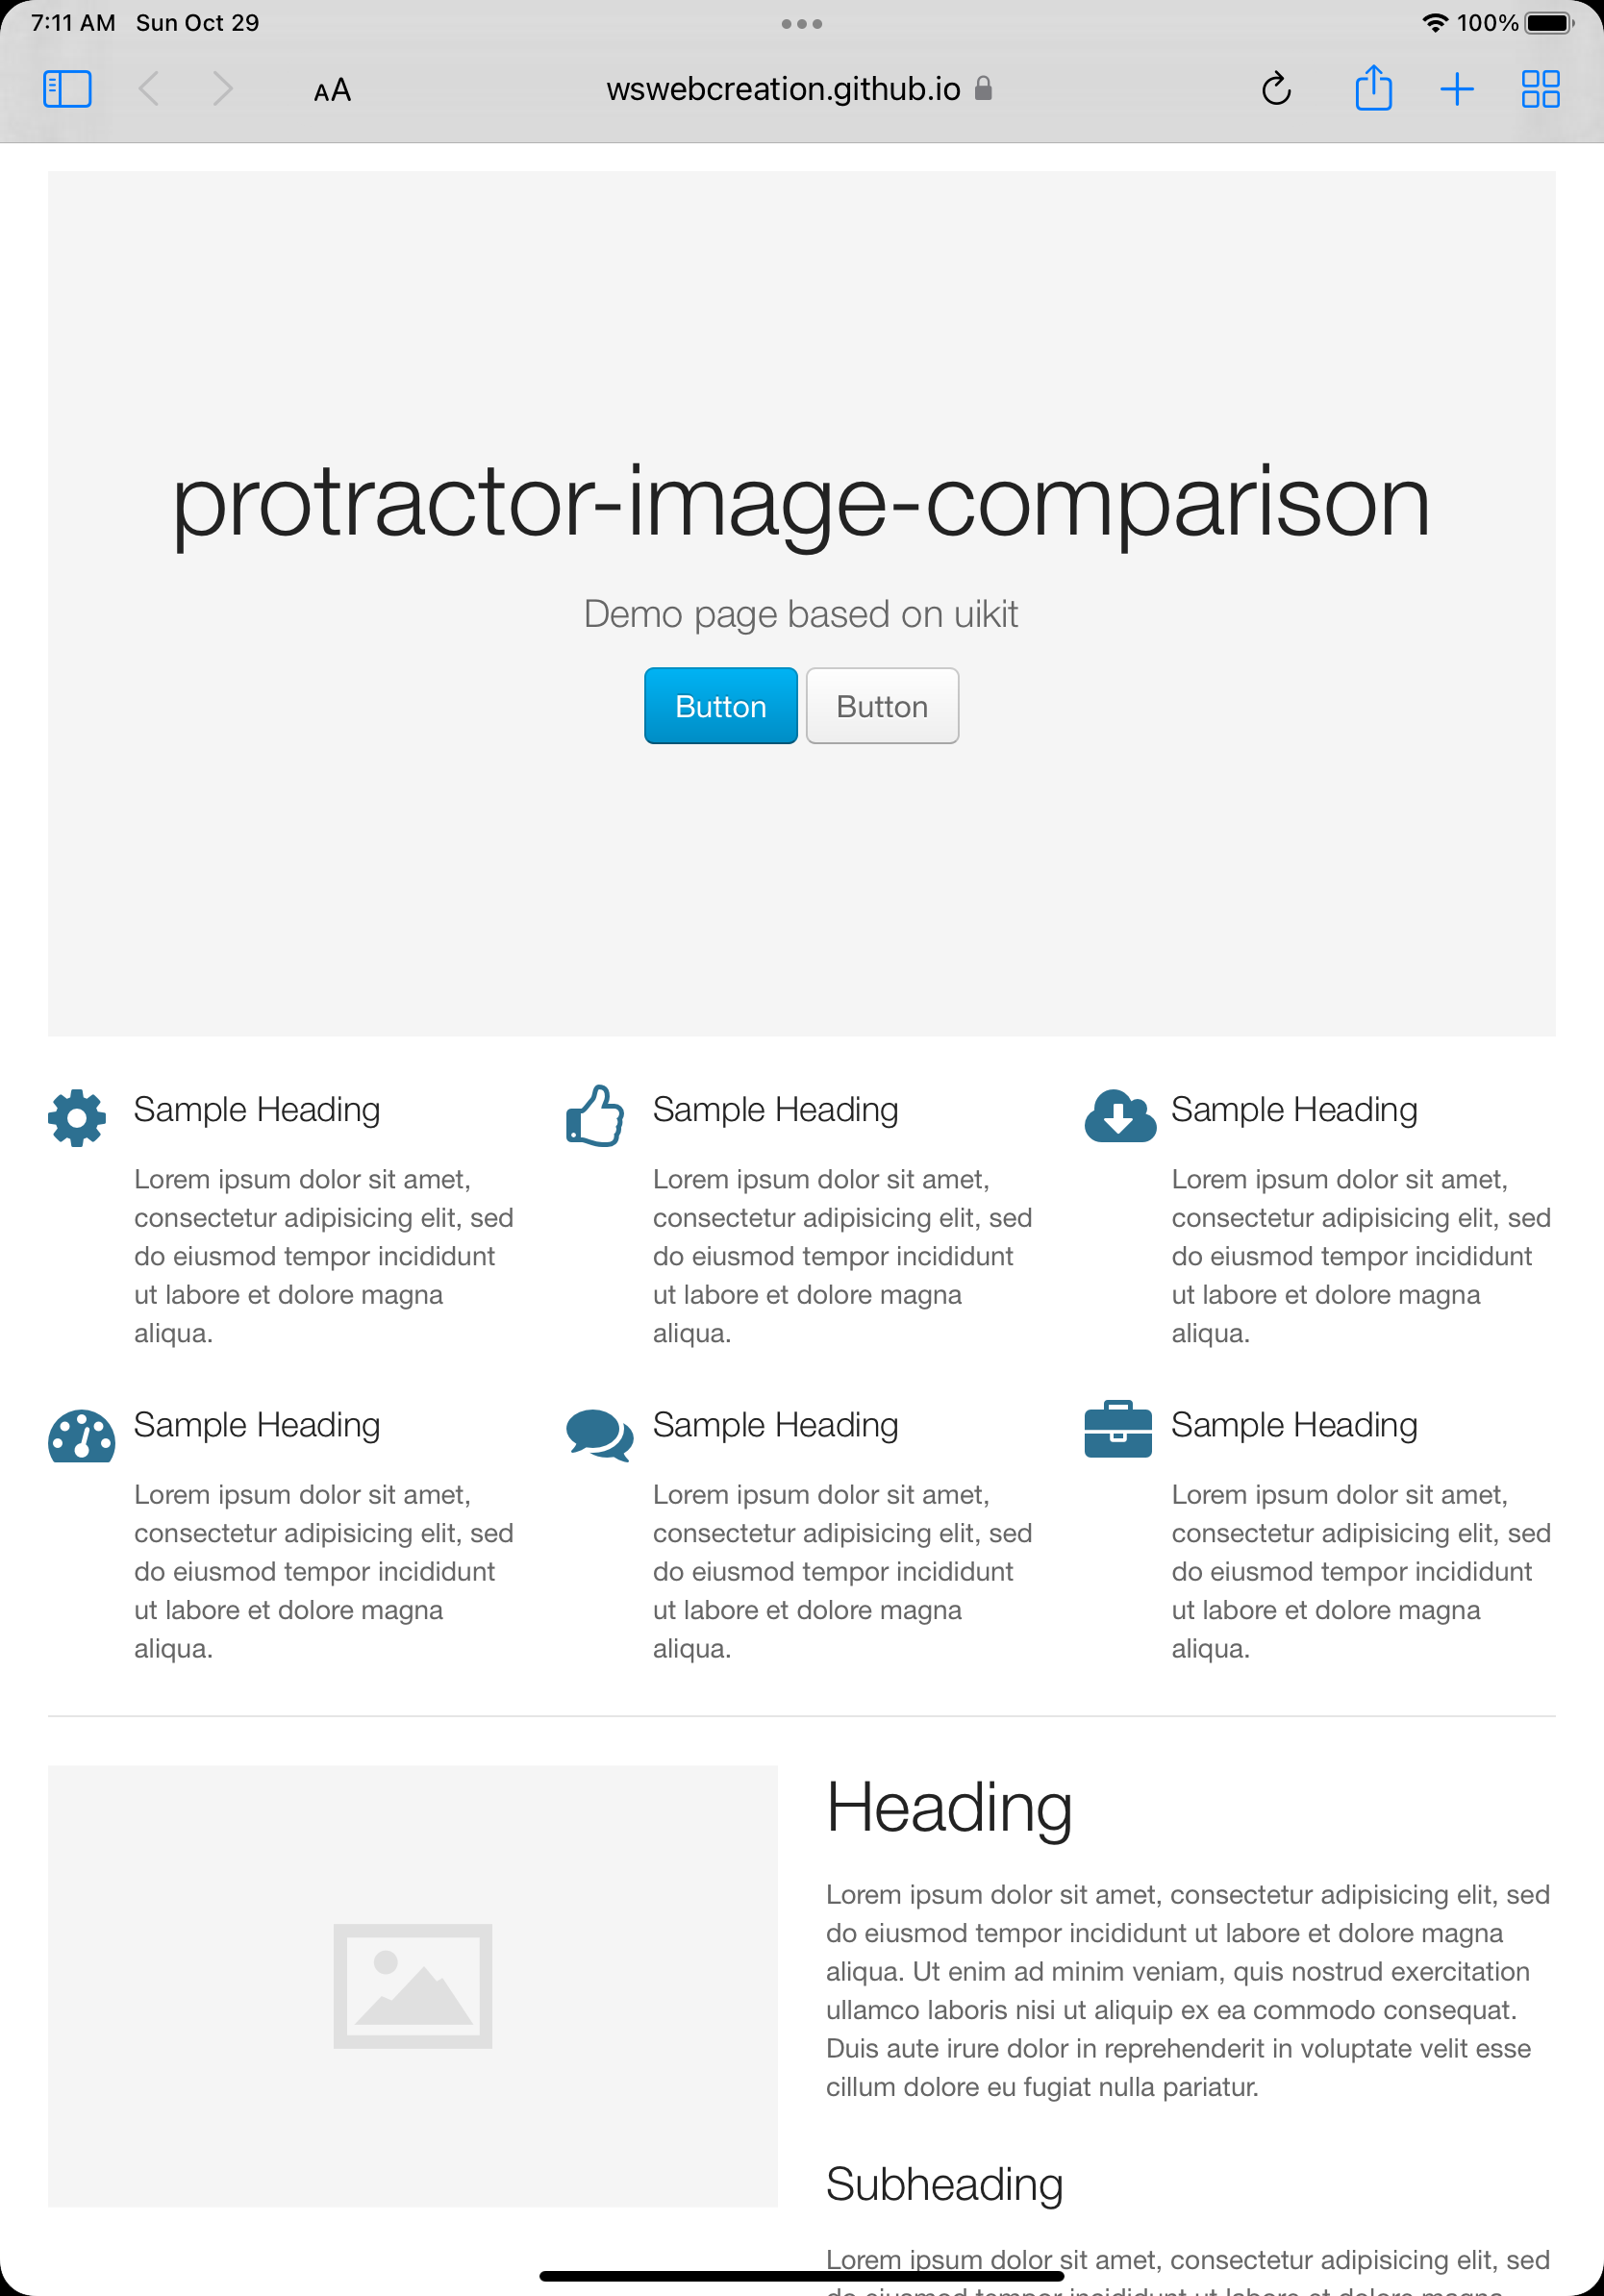 7:11 AM Sun Oct 29
100%
AA
wswebcreation.github.io
protractor-image-comparison
Demo page based on uikit
Button Button
Sample Heading
Lorem ipsum dolor sit amet,
consectetur adipisicing elit, sed
do eiusmod tempor incididunt
ut labore et dolore magna
aliqua.
Sample Heading
Lorem ipsum dolor sit amet,
consectetur adipisicing elit, sed
do eiusmod tempor incididunt
ut labore et dolore magna
aliqua.
Sample Heading
Lorem ipsum dolor sit amet,
consectetur adipisicing elit, sed
do eiusmod tempor incididunt
ut labore et dolore magna
aliqua.
Sample Heading
Lorem ipsum dolor sit amet,
consectetur adipisicing elit, sed
do eiusmod tempor incididunt
ut labore et dolore magna
aliqua.
Sample Heading
Lorem ipsum dolor sit amet,
consectetur adipisicing elit, sed
do eiusmod tempor incididunt
ut labore et dolore magna
aliqua.
Sample Heading
Lorem ipsum dolor sit amet,
consectetur adipisicing elit, sed
do eiusmod tempor incididunt
ut labore et dolore magna
aliqua.
Heading
Lorem ipsum dolor sit amet, consectetur adipisicing elit, sed
do eiusmod tempor incididunt ut labore et dolore magna
aliqua. Ut enim ad minim veniam, quis nostrud exercitation
ullamco laboris nisi ut aliquip ex ea commodo consequat.
Duis aute irure dolor in reprehenderit in voluptate velit esse
cillum dolore eu fugiat nulla pariatur.
Subheading
Lorem ipsum dolor sit amet, consectetur adipisicing elit, sed